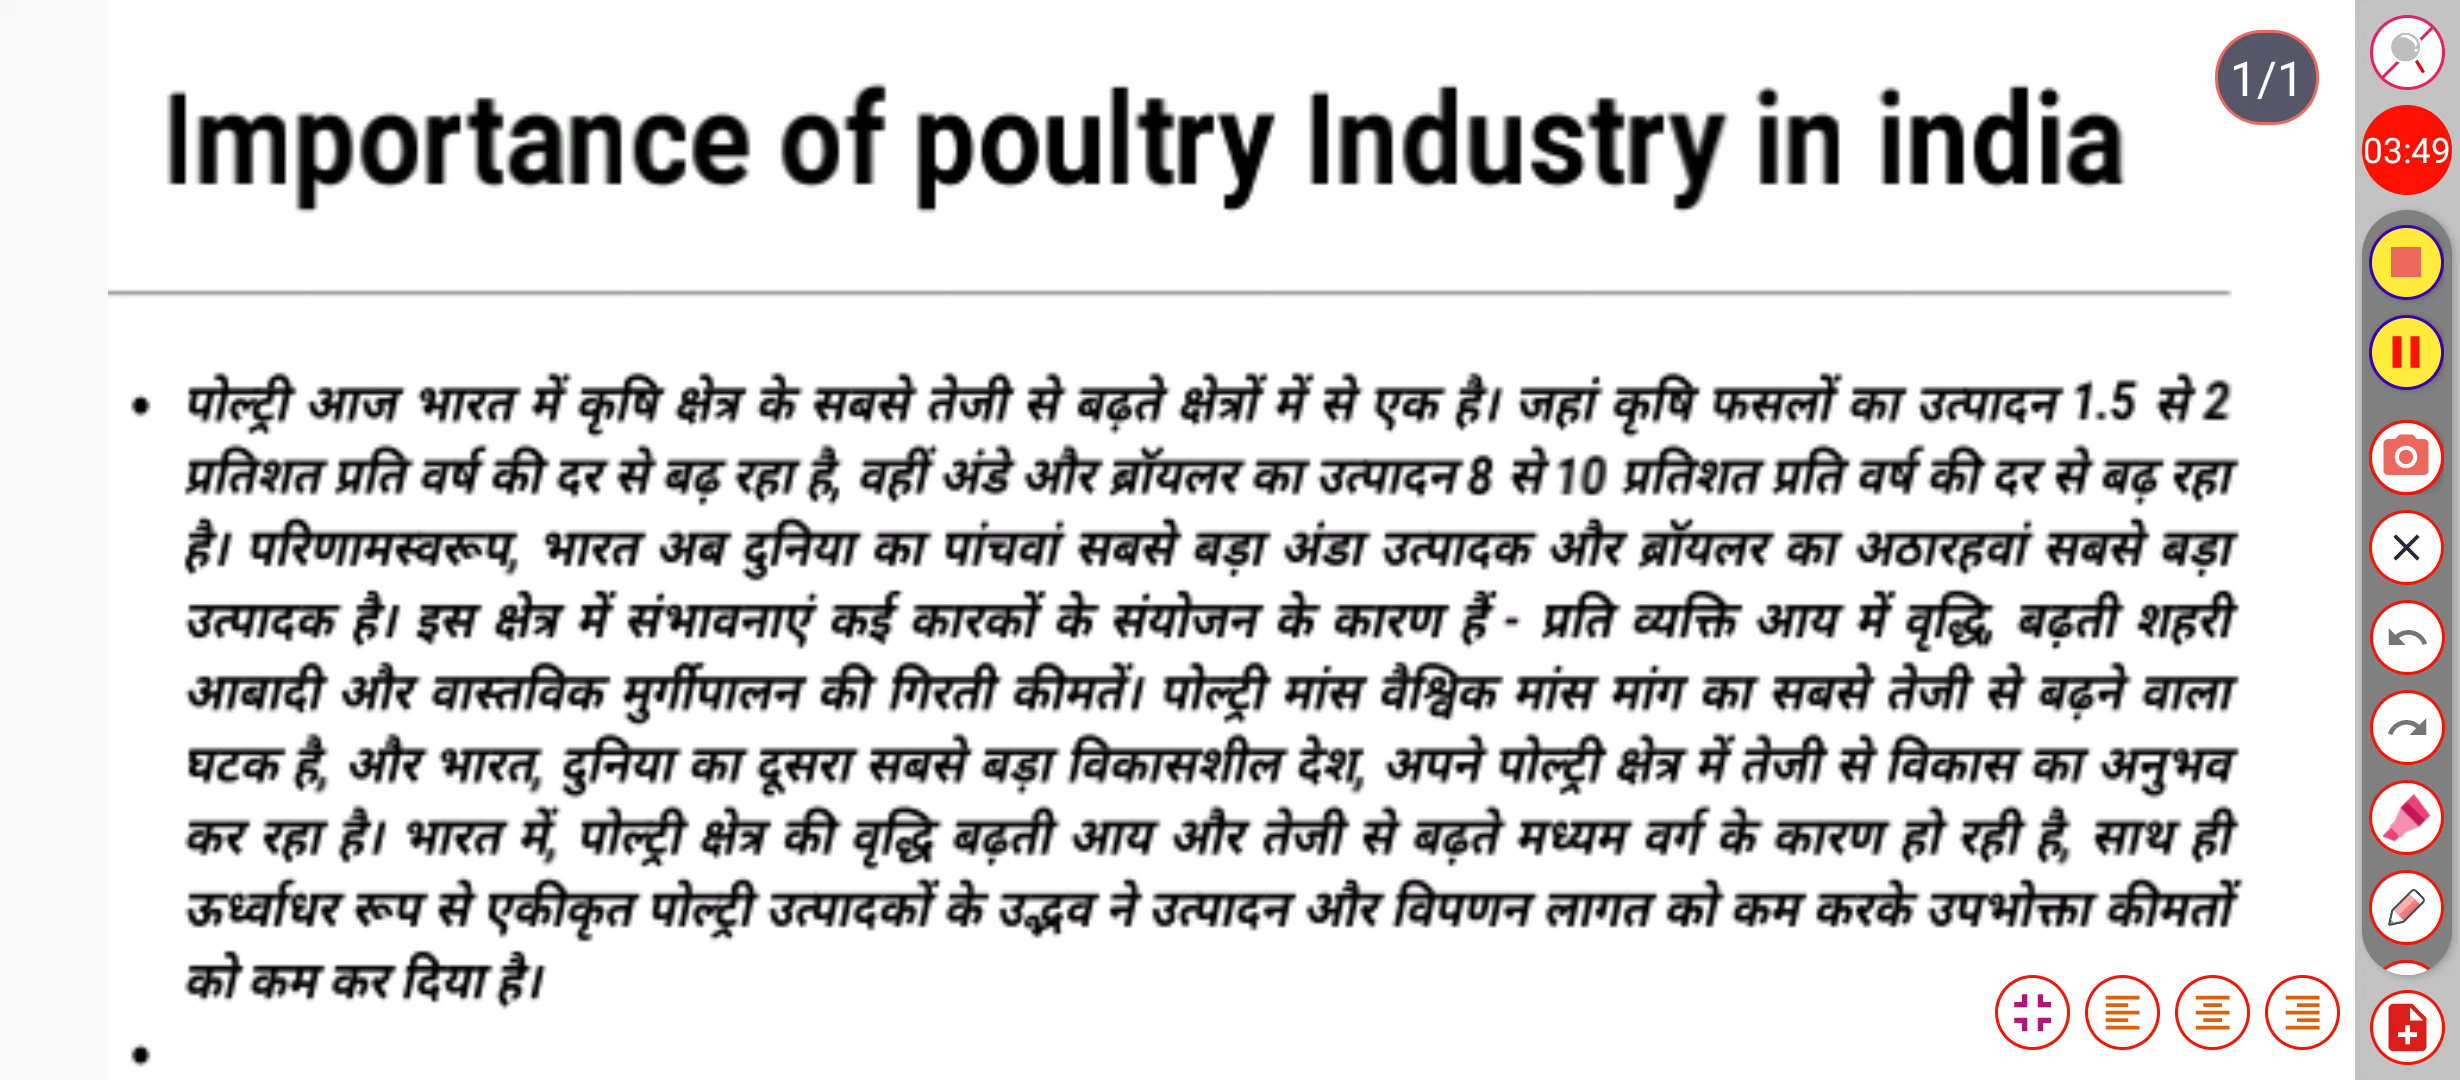 Importance of poultry Industry in india
1/1
03:49
• पोल्ट्री आज भारत में कृषि क्षेत्र के सबसे तेजी से बढ़ते क्षेत्रों में से एक है। जहां कृषि फसलों का उत्पादन 1.5 से 2
प्रतिशत प्रति वर्ष की दर से बढ़ रहा है, वहीं अंडे और ब्रॉयलर का उत्पादन 8 से 10 प्रतिशत प्रति वर्ष की दर से बढ़ रहा
है। परिणामस्वरूप, भारत अब दुनिया का पांचवां सबसे बड़ा अंडा उत्पादक और ब्रॉयलर का अठारहवां सबसे बड़ा
उत्पादक है। इस क्षेत्र में संभावनाएं कई कारकों के संयोजन के कारण हैं - प्रति व्यक्ति आय में वृद्धि, बढ़ती शहरी
आबादी और वास्तविक मुर्गीपालन की गिरती कीमतें। पोल्ट्री मांस वैश्विक मांस मांग का सबसे तेजी से बढ़ने वाला
घटक है, और भारत, दुनिया का दूसरा सबसे बड़ा विकासशील देश, अपने पोल्ट्री क्षेत्र में तेजी से विकास का अनुभव
कर रहा है। भारत में, पोल्ट्री क्षेत्र की वृद्धि बढ़ती आय और तेजी से बढ़ते मध्यम वर्ग के कारण हो रही है, साथ ही
ऊर्ध्वाधर रूप से एकीकृत पोल्ट्री उत्पादकों के उद्भव ने उत्पादन और विपणन लागत को कम करके उपभोक्ता कीमतों
को कम कर दिया है।
•